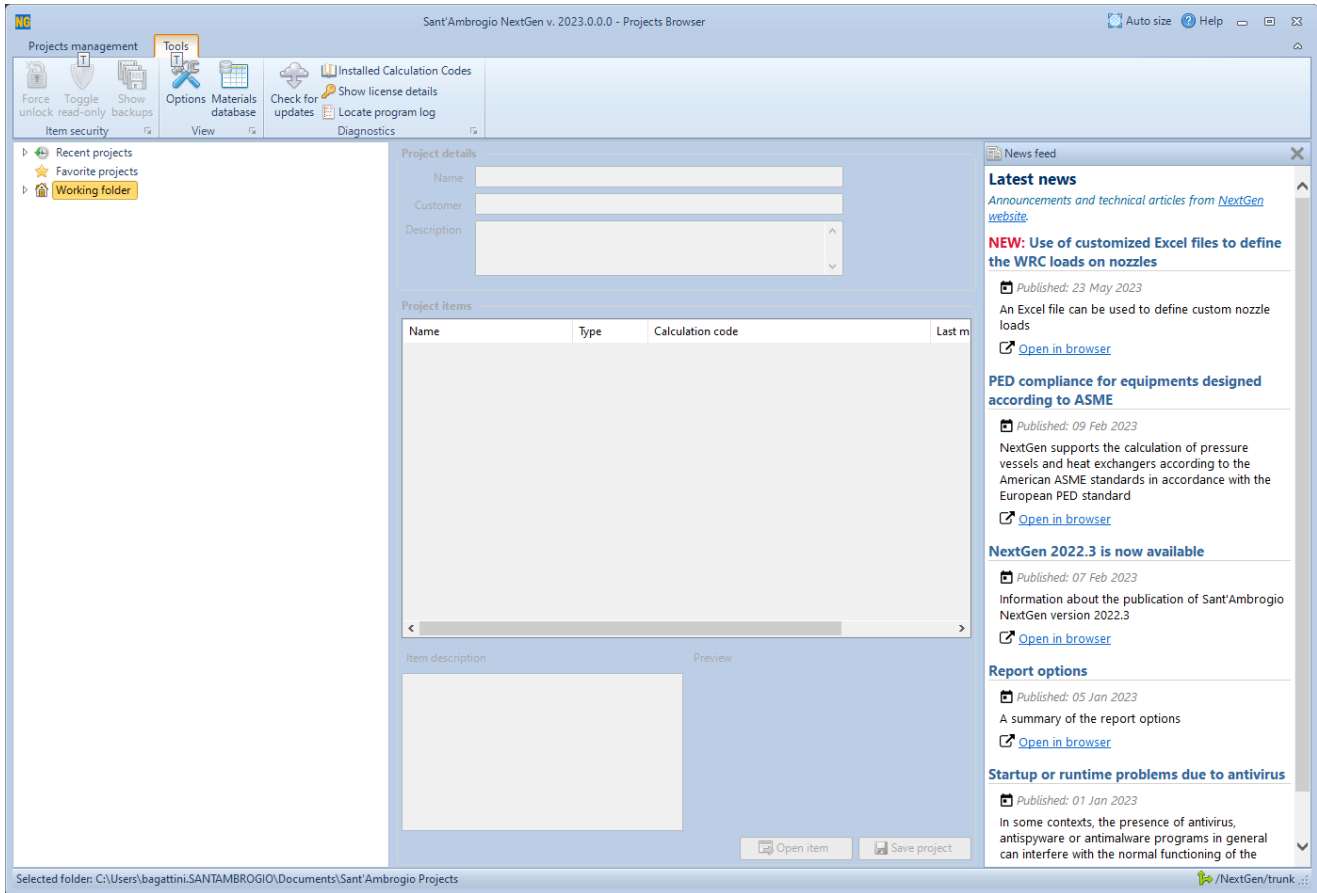 NG
Sant'Ambrogio NextGen v. 2023.0.0.0 - Projects Browser
Auto size
Help
Projects management
Tools
T
T
Force unlock
Toggle read-only
Show backups
Item security
Options
Materials database
View
Check for updates
Installed Calculation Codes
Show license details
Locate program log
Diagnostics
Recent projects
Favorite projects
Working folder
Project details
Name
Customer
Description
Project items
Name
Type
Calculation code
Last m
Item description
Preview
Open item
Save project
News feed
Latest news
Announcements and technical articles from NextGen
website.
NEW: Use of customized Excel files to define
the WRC loads on nozzles
Published: 23 May 2023
An Excel file can be used to define custom nozzle
loads
Open in browser
PED compliance for equipments designed
according to ASME
Published: 09 Feb 2023
NextGen supports the calculation of pressure
vessels and heat exchangers according to the
American ASME standards in accordance with the
European PED standard
Open in browser
NextGen 2022.3 is now available
Published: 07 Feb 2023
Information about the publication of Sant'Ambrogio
NextGen version 2022.3
Open in browser
Report options
Published: 05 Jan 2023
A summary of the report options
Open in browser
Startup or runtime problems due to antivirus
Published: 01 Jan 2023
In some contexts, the presence of antivirus,
antispyware or antimalware programs in general
can interfere with the normal functioning of the
Selected folder: C:\Users\bagattini.SANTAMBROGIO\Documents\Sant'Ambrogio Projects
/NextGen/trunk